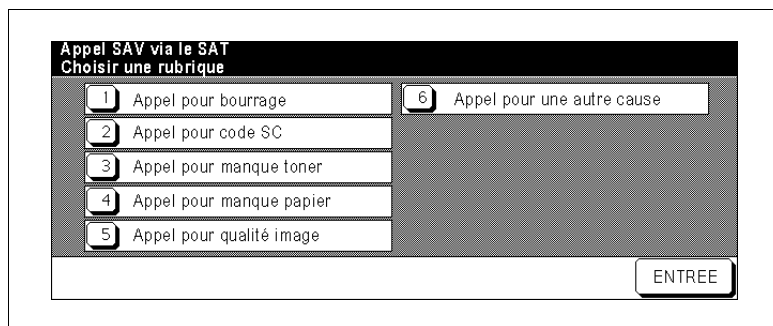 Appel SAV via le SAT
Choisir une rubrique
1 Appel pour bourrage
2 Appel pour code SC
3 Appel pour manque toner
4 Appel pour manque papier
5 Appel pour qualité image
6 Appel pour une autre cause
ENTREE